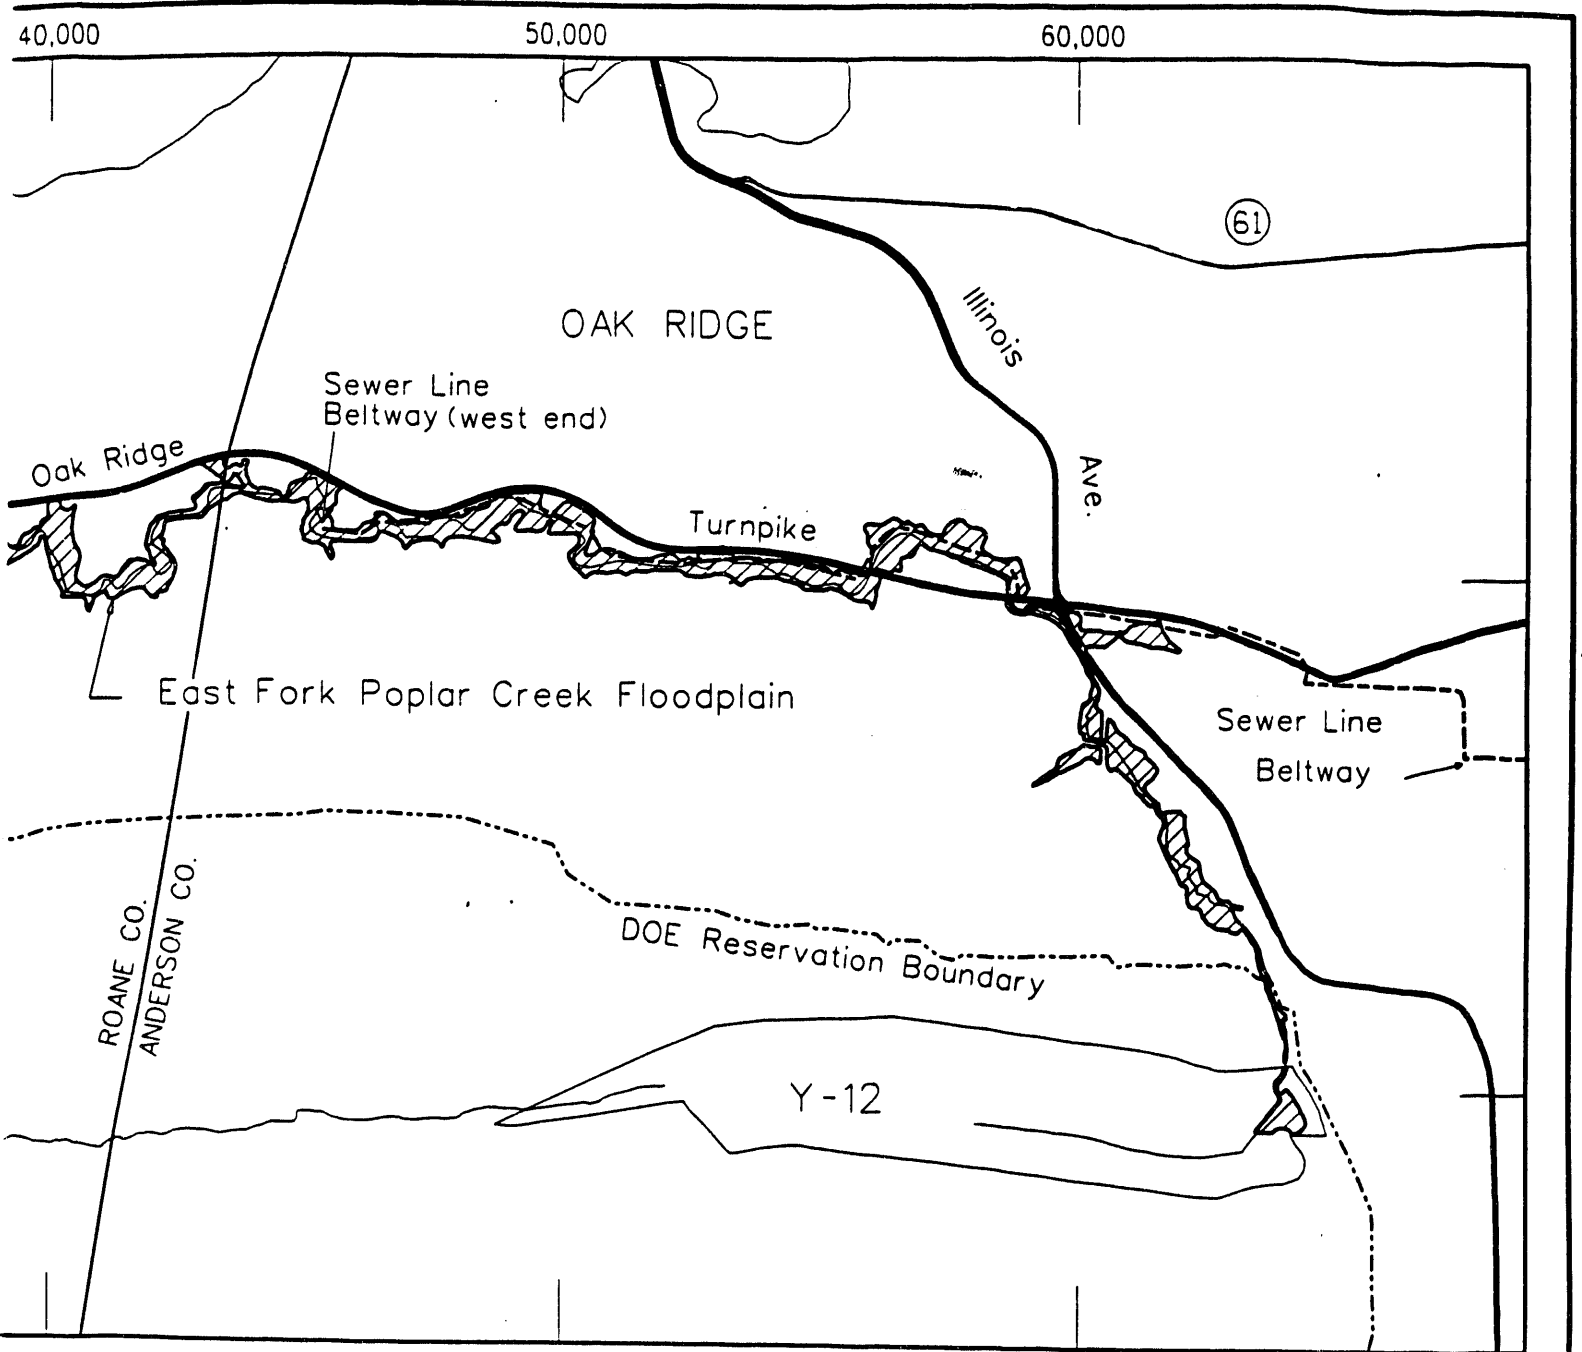 40,000
50,000
60,000
61
Illinois
OAK RIDGE
Sewer Line
Beltway (west end)
Oak Ridge
Ave.
Turnpike
East Fork Poplar Creek Floodplain
Sewer Line
Beltway
ROANE CO.
ANDERSON CO.
DOE Reservation Boundary
Y-12